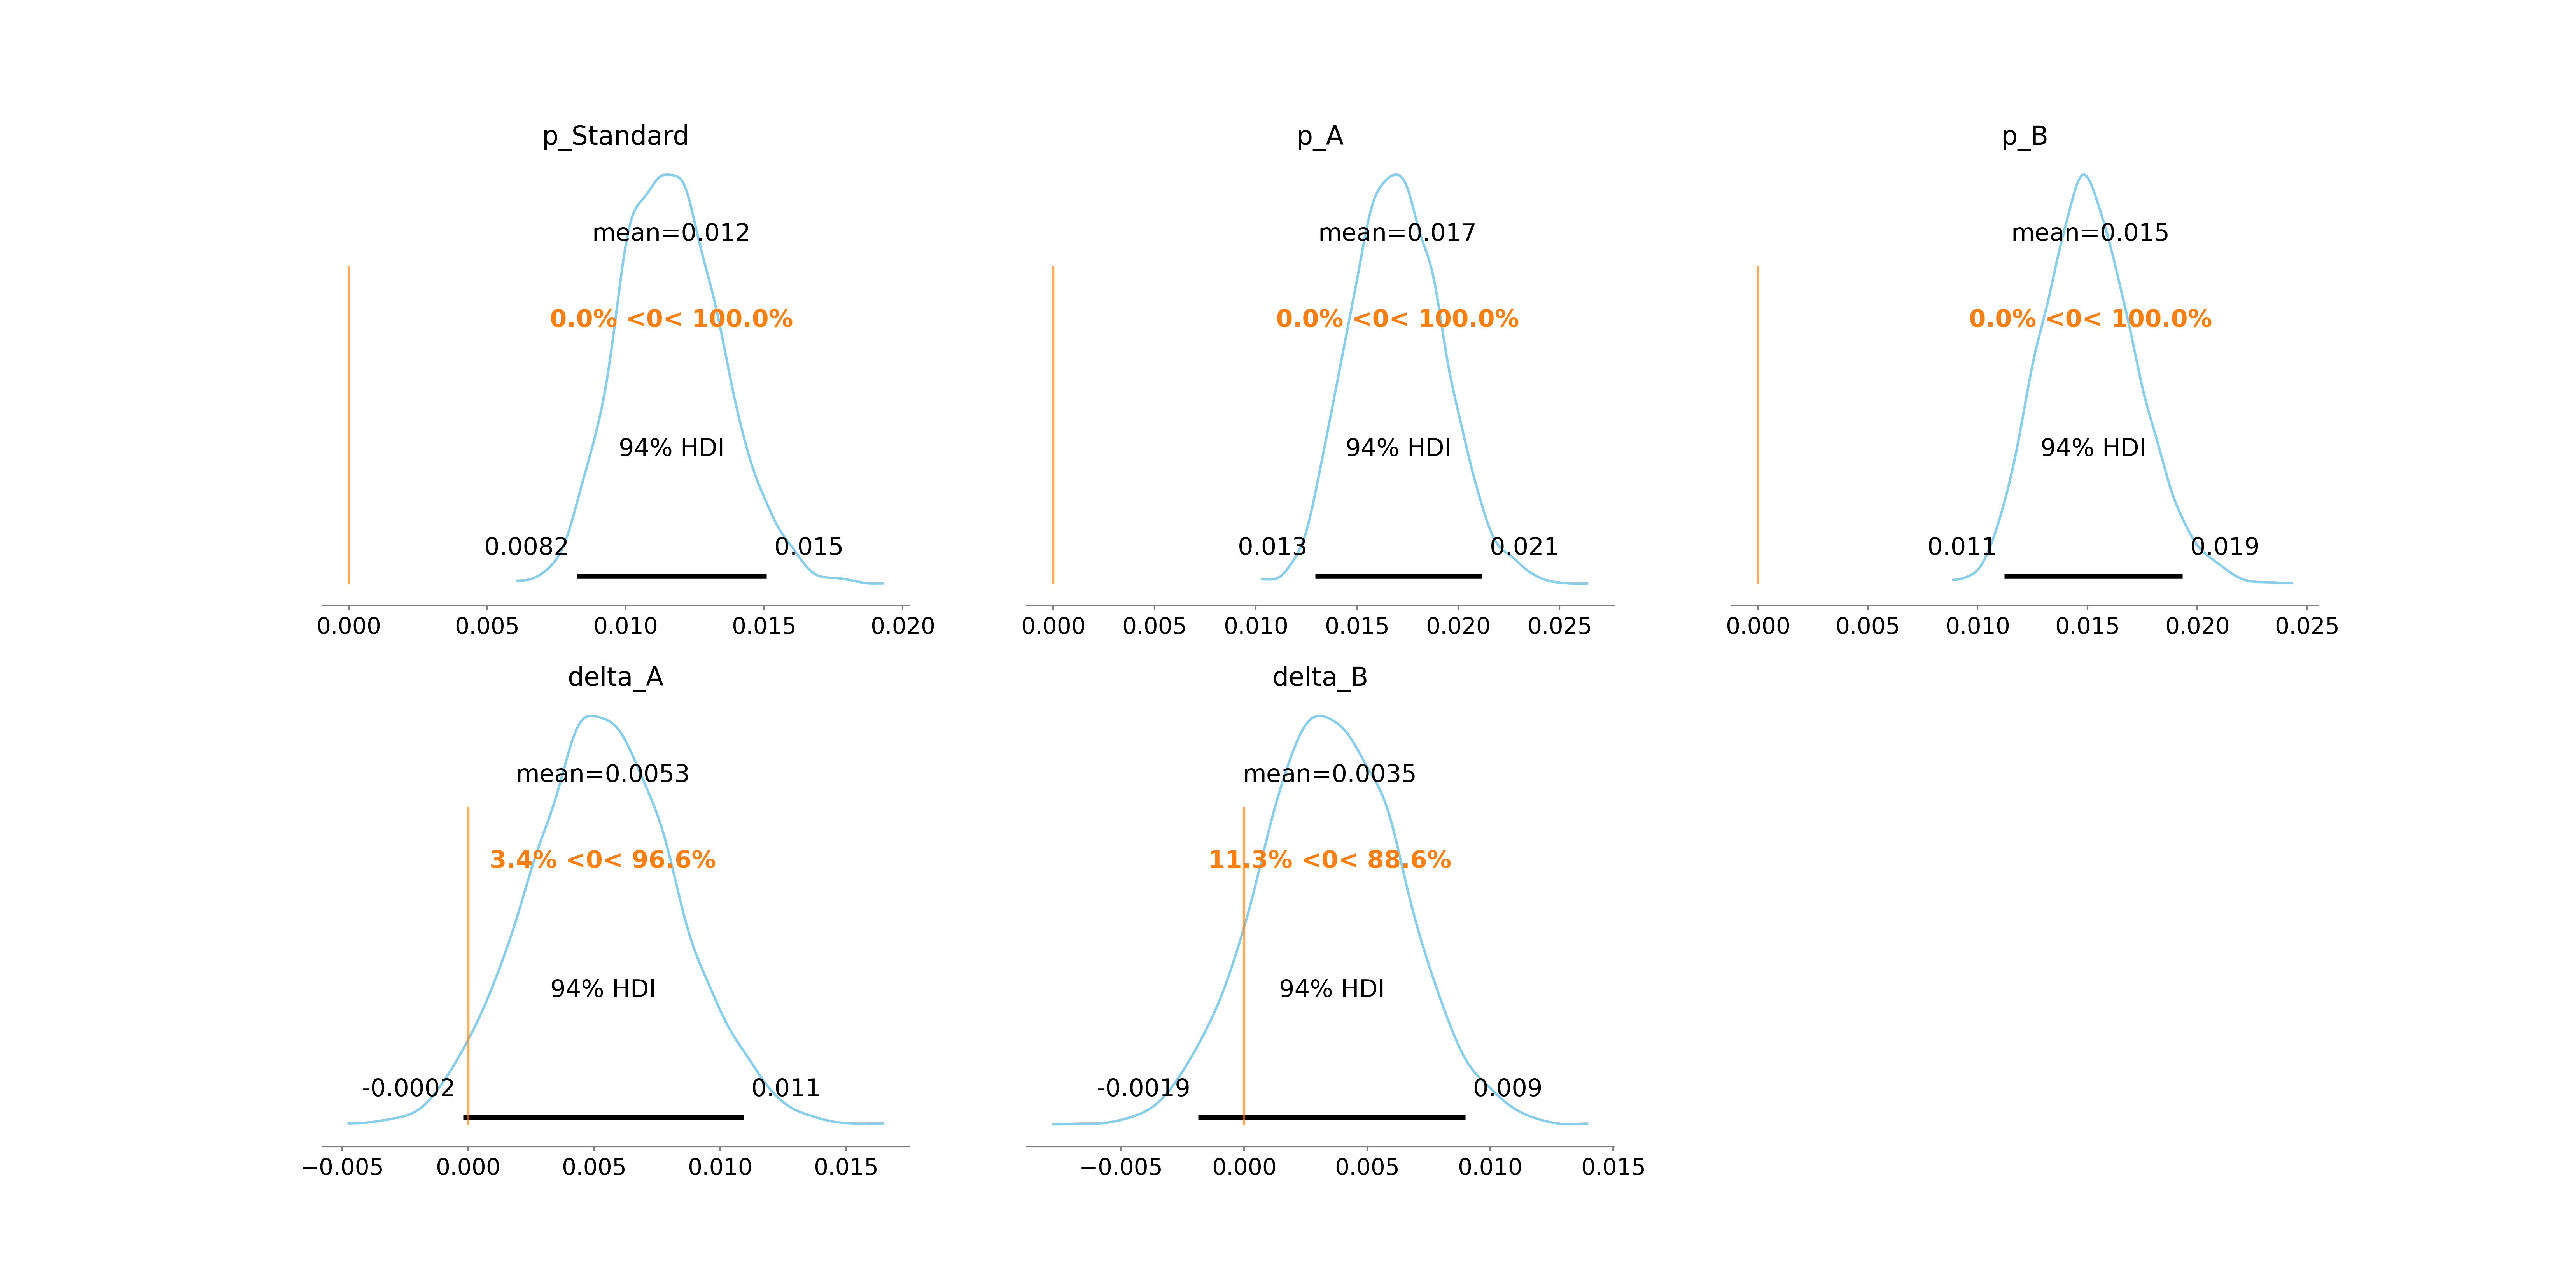 p_Standard
mean=0.012
0.0% <0< 100.0%
94% HDI
0.0082
0.015
0.000 0.005 0.010 0.015 0.020
p_A
mean=0.017
0.0% <0< 100.0%
94% HDI
0.013
0.021
0.000 0.005 0.010 0.015 0.020 0.025
p_B
mean=0.015
0.0% <0< 100.0%
94% HDI
0.011
0.019
0.000 0.005 0.010 0.015 0.020 0.025
delta_A
mean=0.0053
3.4% <0< 96.6%
94% HDI
-0.0002
0.011
−0.005 0.000 0.005 0.010 0.015
delta_B
mean=0.0035
11.3% <0< 88.6%
94% HDI
-0.0019
0.009
−0.005 0.000 0.005 0.010 0.015